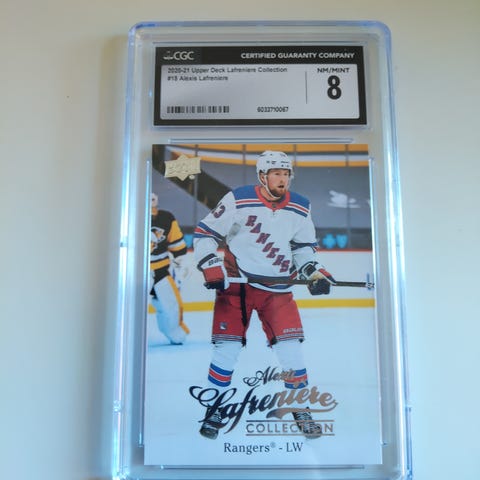 CGC
CERTIFIED GUARANTY COMPANY
2020-21 Upper Deck Lafreniere Collection
#18 Alexis Lafreniere
NM/MINT
8
6033710067
RANGERS
Alexis
Lafreniere
COLLECTION
Rangers® - LW